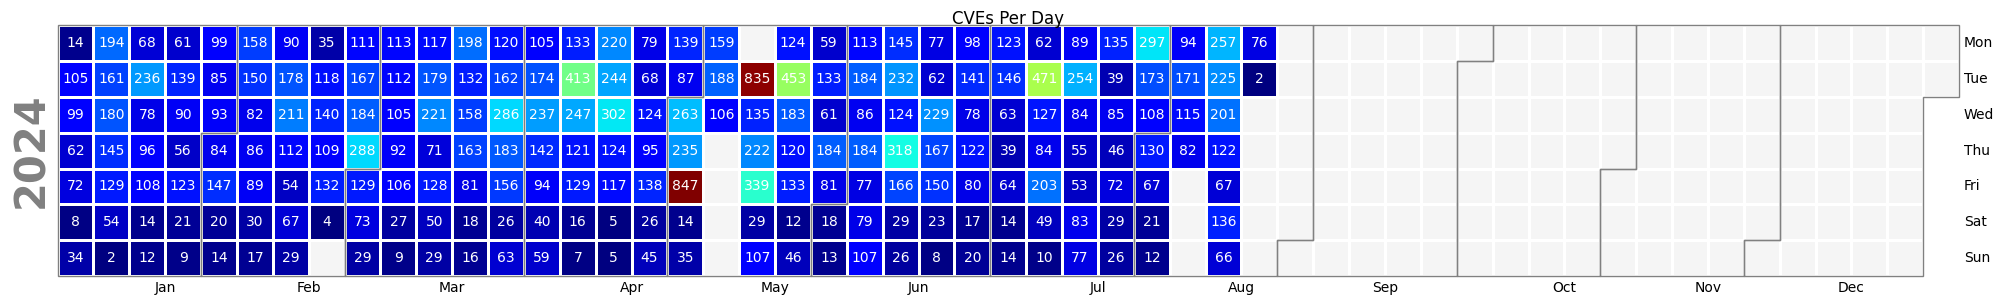 CVEs Per Day
2024
14 194 68 61 99 158 90 35 111 113 117 198 120 105 133 220 79 139 159 124 59 113 145 77 98 123 62 89 135 297 94 257 76 Mon
105 161 236 139 85 150 178 118 167 112 179 132 162 174 413 244 68 87 188 835 453 133 184 232 62 141 146 471 254 39 173 171 225 2 Tue
99 180 78 90 93 82 211 140 184 105 221 158 286 237 247 302 124 263 106 135 183 61 86 124 229 78 63 127 84 85 108 115 201 Wed
62 145 96 56 84 86 112 109 288 92 71 163 183 142 121 124 95 235 222 120 184 184 318 167 122 39 84 55 46 130 82 122 Thu
72 129 108 123 147 89 54 132 129 106 128 81 156 94 129 117 138 847 339 133 81 77 166 150 80 64 203 53 72 67 67 Fri
8 54 14 21 20 30 67 4 73 27 50 18 26 40 16 5 26 14 29 12 18 79 29 23 17 14 49 83 29 21 136 Sat
34 2 12 9 14 17 29 29 9 29 16 63 59 7 5 45 35 107 46 13 107 26 8 20 14 10 77 26 12 66 Sun
Jan Feb Mar Apr May Jun Jul Aug Sep Oct Nov Dec